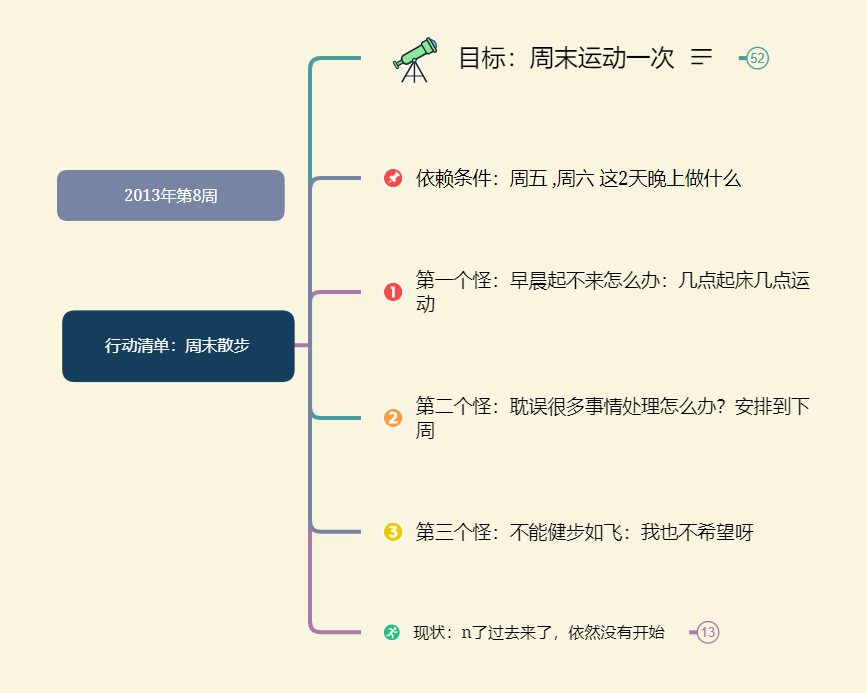 目标：周末运动一次
52
2013年第8周
依赖条件：周五 ,周六 这2天晚上做什么
1
第一个怪：早晨起不来怎么办：几点起床几点运
动
行动清单：周末散步
2
第二个怪：耽误很多事情处理怎么办？安排到下
周
3
第三个怪：不能健步如飞：我也不希望呀
现状：n了过去来了，依然没有开始
13